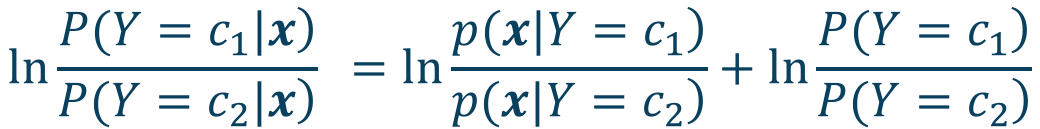 ln P(Y = c₁|x) / P(Y = c₂|x) = ln p(x|Y = c₁) / p(x|Y = c₂) + ln P(Y = c₁) / P(Y = c₂)